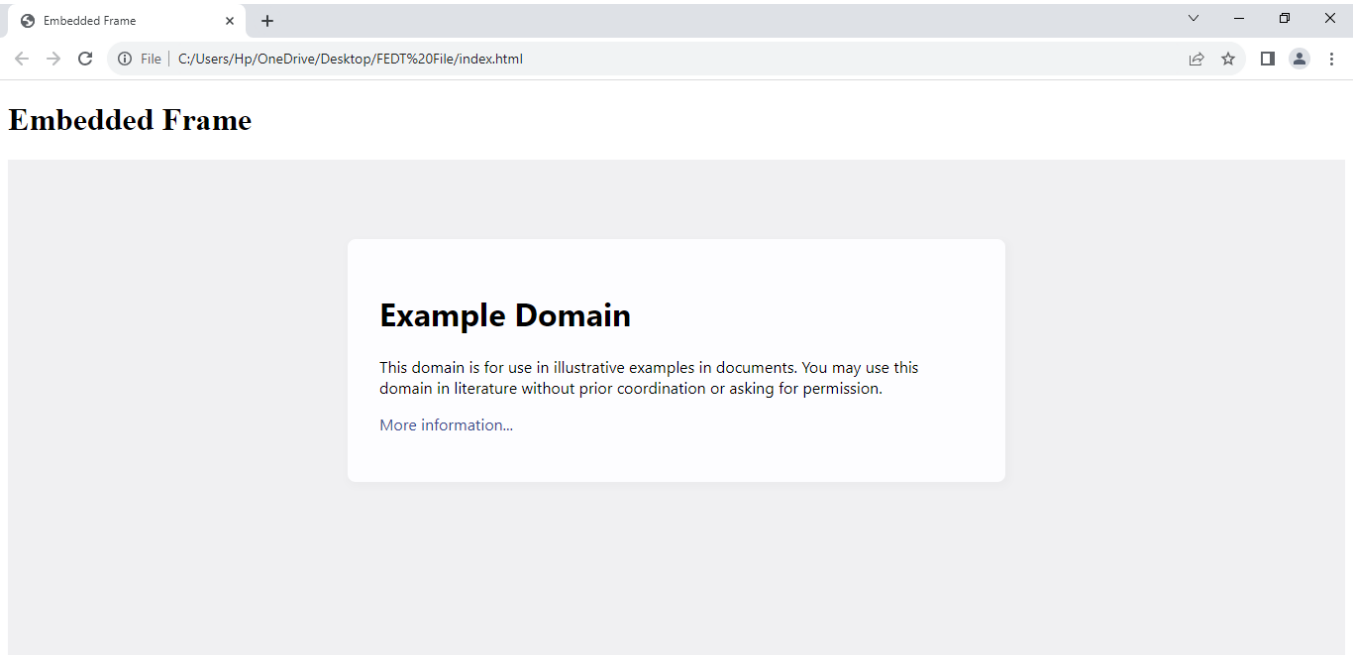 Embedded Frame
File | C:/Users/Hp/OneDrive/Desktop/FEDT%20File/index.html
Embedded Frame
Example Domain
This domain is for use in illustrative examples in documents. You may use this
domain in literature without prior coordination or asking for permission.
More information...